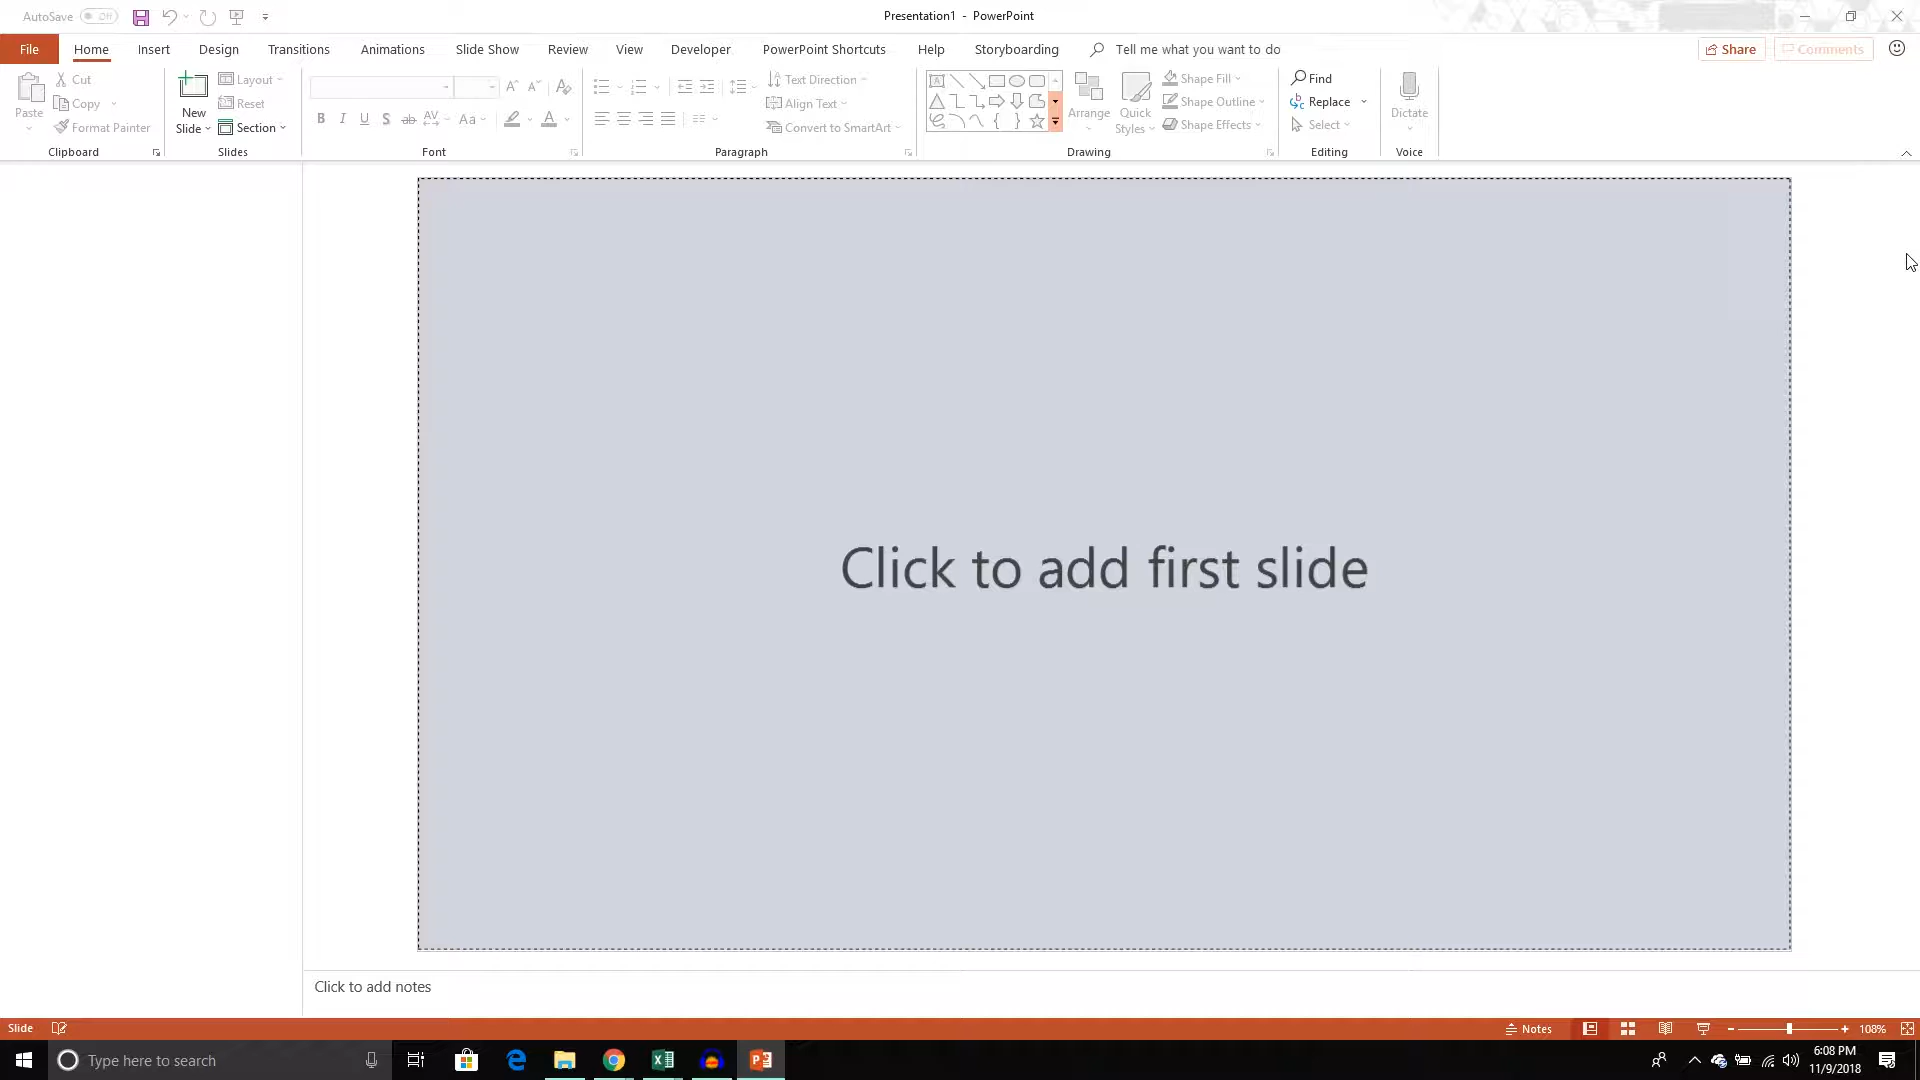 AutoSave Off
Presentation1 - PowerPoint
File Home Insert Design Transitions Animations Slide Show Review View Developer PowerPoint Shortcuts Help Storyboarding Tell me what you want to do Share Comments
Paste
Cut
Copy
Format Painter
Clipboard
New
Slide
Layout
Reset
Section
Slides
B I U S ab AV Aa A
Font
Text Direction
Align Text
Convert to SmartArt
Paragraph
Arrange
Quick
Styles
Shape Fill
Shape Outline
Shape Effects
Drawing
Find
Replace
Select
Editing
Dictate
Voice
Click to add first slide
Click to add notes
Slide
Notes
108%
Type here to search
6:08 PM
11/9/2018